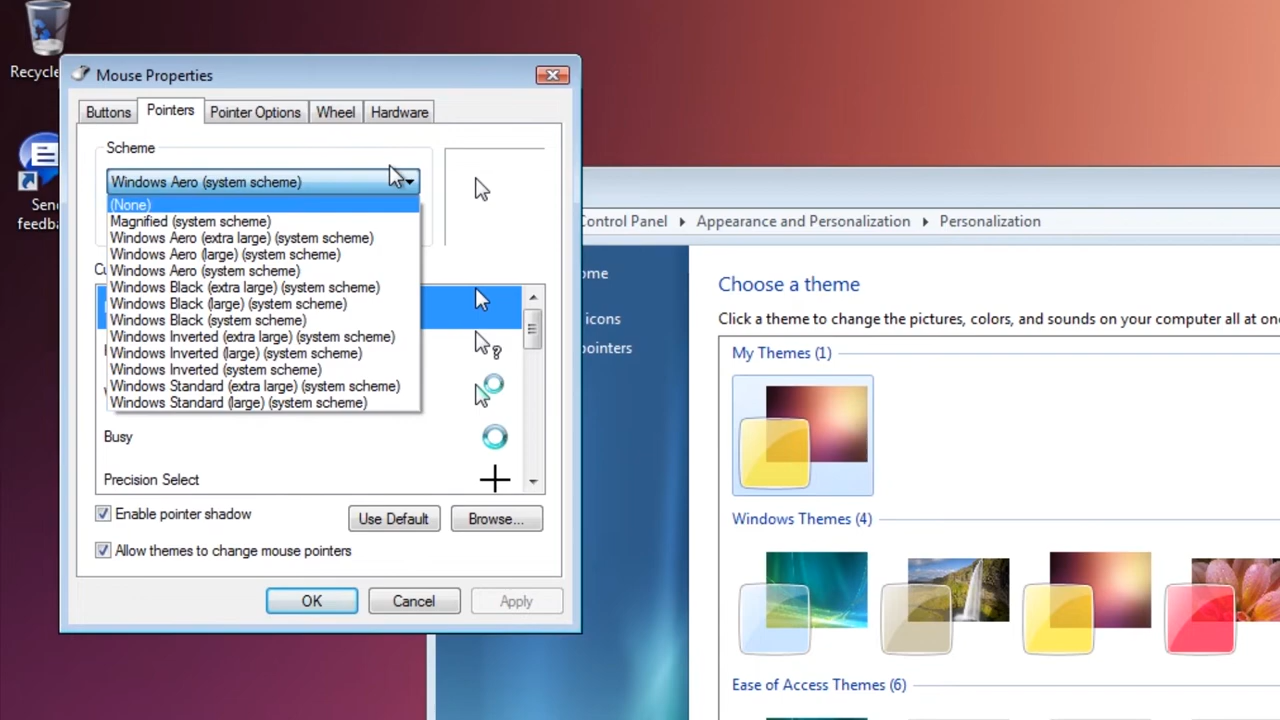 Recycle
Send
feedba
Mouse Properties
Buttons
Pointers
Pointer Options
Wheel
Hardware
Scheme
Windows Aero (system scheme)
(None)
Magnified (system scheme)
Windows Aero (extra large) (system scheme)
Windows Aero (large) (system scheme)
Windows Aero (system scheme)
Windows Black (extra large) (system scheme)
Windows Black (large) (system scheme)
Windows Black (system scheme)
Windows Inverted (extra large) (system scheme)
Windows Inverted (large) (system scheme)
Windows Inverted (system scheme)
Windows Standard (extra large) (system scheme)
Windows Standard (large) (system scheme)
Cu
Busy
Precision Select
Enable pointer shadow
Use Default
Browse...
Allow themes to change mouse pointers
OK
Cancel
Apply
Control Panel
Appearance and Personalization
Personalization
ome
icons
pointers
Choose a theme
Click a theme to change the pictures, colors, and sounds on your computer all at on
My Themes (1)
Windows Themes (4)
Ease of Access Themes (6)